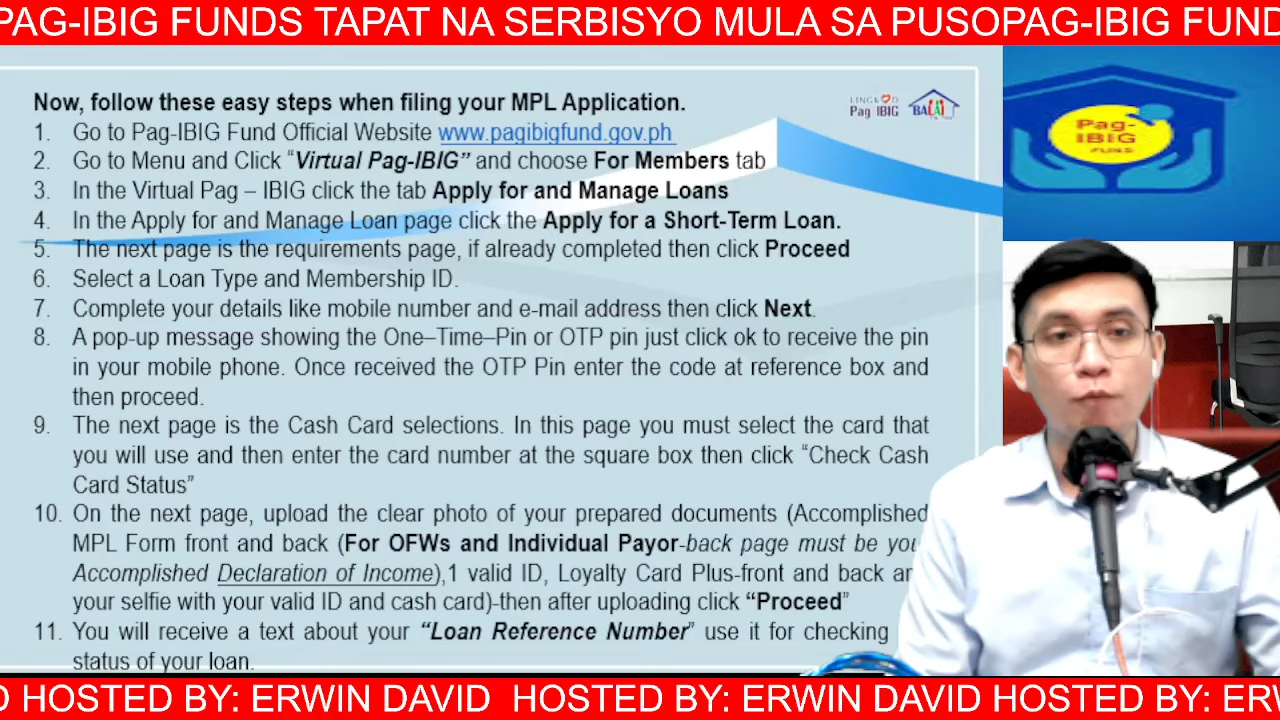 PAG-IBIG FUNDS TAPAT NA SERBISYO MULA SA PUSOPAG-IBIG FUND
Now, follow these easy steps when filing your MPL Application.
LINGKOD
Pag-IBIG
BALAI
Pag-
IBIG
FUND
1. Go to Pag-IBIG Fund Official Website www.pagibigfund.gov.ph
2. Go to Menu and Click “Virtual Pag-IBIG” and choose For Members tab
3. In the Virtual Pag – IBIG click the tab Apply for and Manage Loans
4. In the Apply for and Manage Loan page click the Apply for a Short-Term Loan.
5. The next page is the requirements page, if already completed then click Proceed
6. Select a Loan Type and Membership ID.
7. Complete your details like mobile number and e-mail address then click Next.
8. A pop-up message showing the One–Time–Pin or OTP pin just click ok to receive the pin
in your mobile phone. Once received the OTP Pin enter the code at reference box and
then proceed.
9. The next page is the Cash Card selections. In this page you must select the card that
you will use and then enter the card number at the square box then click “Check Cash
Card Status”
10. On the next page, upload the clear photo of your prepared documents (Accomplished
MPL Form front and back (For OFWs and Individual Payor-back page must be you
Accomplished Declaration of Income),1 valid ID, Loyalty Card Plus-front and back an
your selfie with your valid ID and cash card)-then after uploading click “Proceed”
11. You will receive a text about your “Loan Reference Number” use it for checking
status of your loan.
D HOSTED BY: ERWIN DAVID HOSTED BY: ERWIN DAVID HOSTED BY: ERW